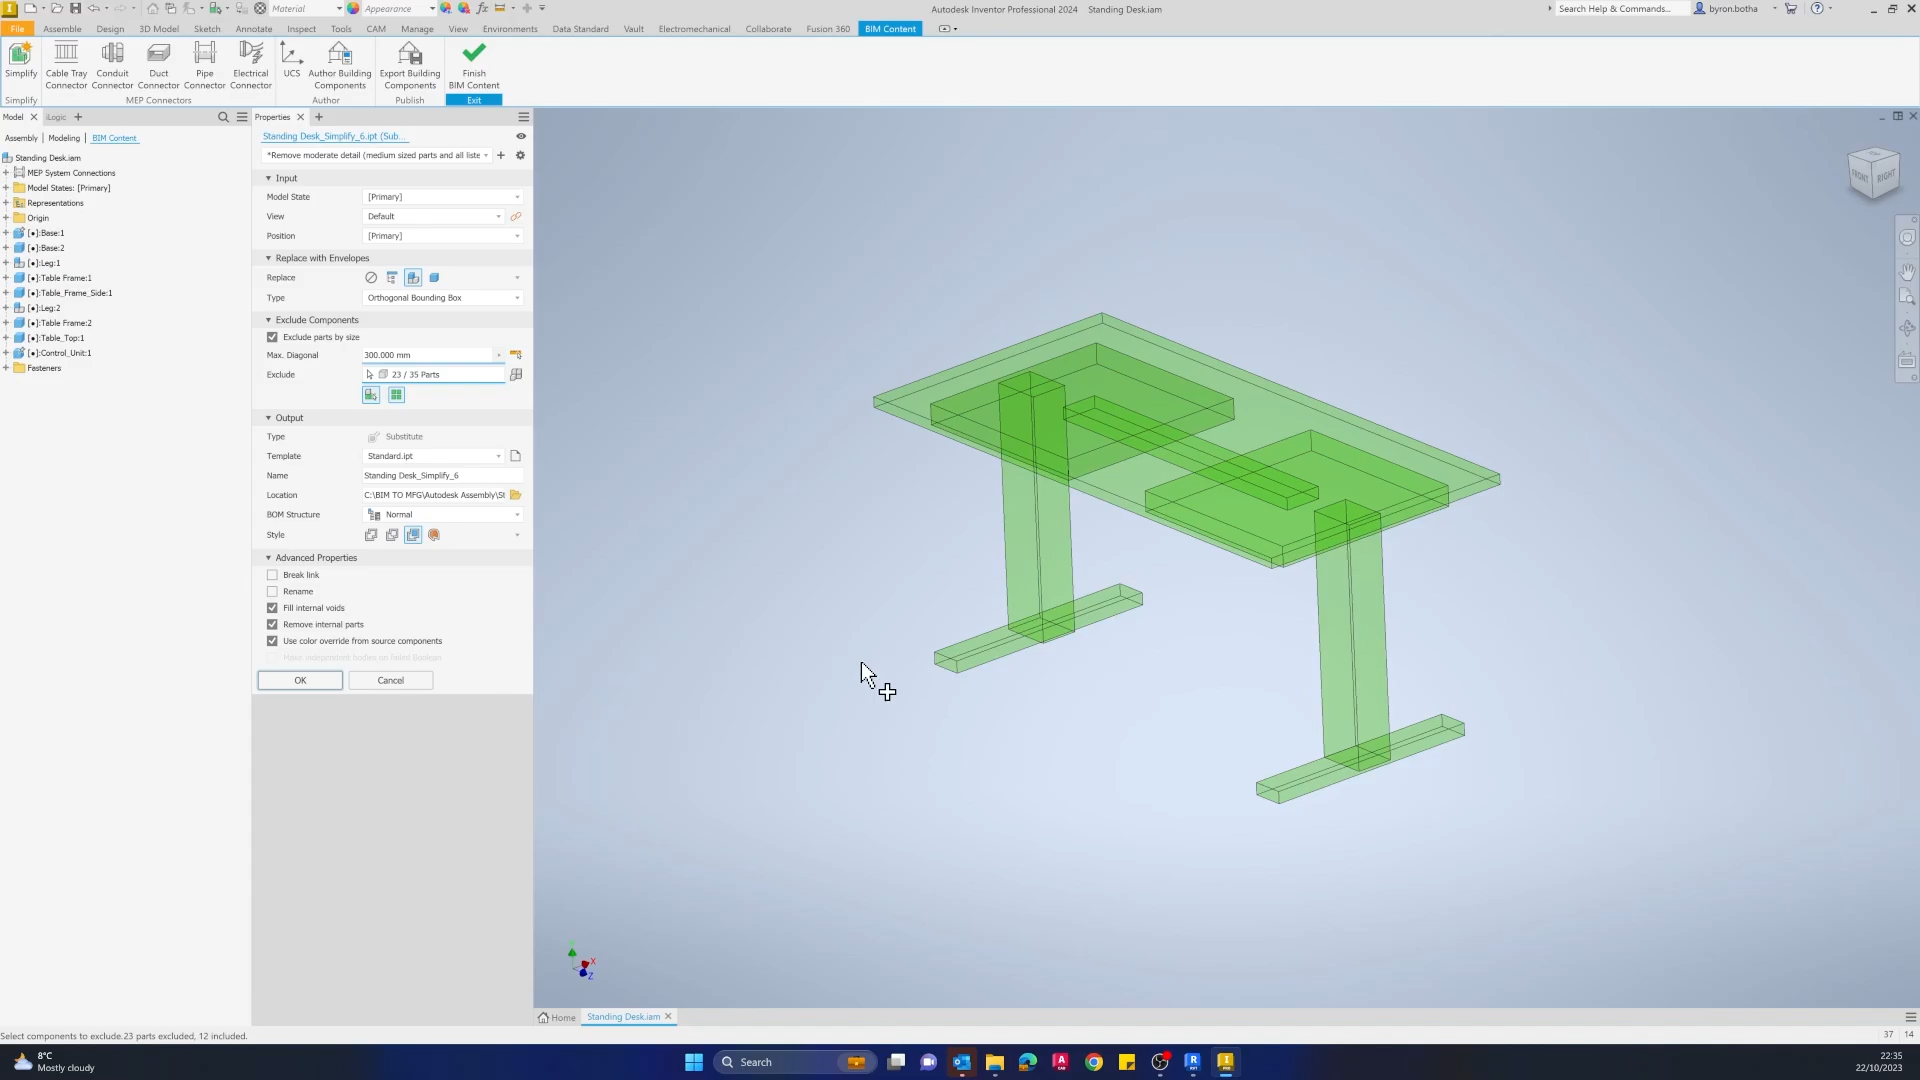 Material
Appearance
Autodesk Inventor Professional 2024 Standing Desk.iam
Search Help & Commands...
byron.botha
File
Assemble
Design
3D Model
Sketch
Annotate
Inspect
Tools
CAM
Manage
View
Environments
Data Standard
Vault
Electromechanical
Collaborate
Fusion 360
BIM Content
Simplify
Cable Tray Connector
Conduit Connector
Duct Connector
Pipe Connector
Electrical Connector
UCS
Author Building Components
Export Building Components
Finish BIM Content
Simplify
MEP Connectors
Author
Publish
Exit
Model
iLogic
Assembly
Modeling
BIM Content
Standing Desk.iam
MEP System Connections
Model States: [Primary]
Representations
Origin
[•]:Base:1
[•]:Base:2
[•]:Leg:1
[•]:Table Frame:1
[•]:Table_Frame_Side:1
[•]:Leg:2
[•]:Table Frame:2
[•]:Table_Top:1
[•]:Control_Unit:1
Fasteners
Properties
Standing Desk_Simplify_6.ipt (Sub...
*Remove moderate detail (medium sized parts and all liste
Input
Model State [Primary]
View Default
Position [Primary]
Replace with Envelopes
Replace
Type Orthogonal Bounding Box
Exclude Components
Exclude parts by size
Max. Diagonal 300.000 mm
Exclude 23 / 35 Parts
Output
Type Substitute
Template Standard.ipt
Name Standing Desk_Simplify_6
Location C:\BIM TO MFG\Autodesk Assembly\St
BOM Structure Normal
Style
Advanced Properties
Break link
Rename
Fill internal voids
Remove internal parts
Use color override from source components
Make independent bodies on failed Boolean
OK
Cancel
FRONT
RIGHT
X
Z
Home
Standing Desk.iam
Select components to exclude.23 parts excluded, 12 included.
37 14
8°C
Mostly cloudy
Search
22:35
22/10/2023